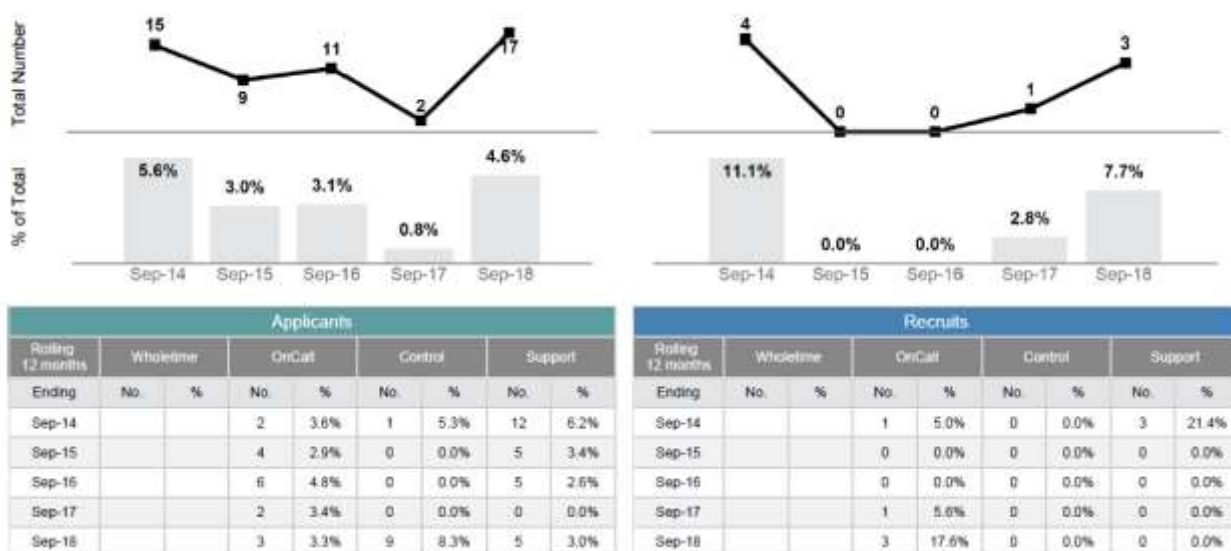 Total Number
15
9
11
2
17
4
0
0
1
3
% of Total
5.6%
3.0%
3.1%
0.8%
4.6%
11.1%
0.0%
0.0%
2.8%
7.7%
Sep-14 Sep-15 Sep-16 Sep-17 Sep-18
Sep-14 Sep-15 Sep-16 Sep-17 Sep-18
Applicants
Rolling 12 months Wholetime OnCall Control Support
Ending No. % No. % No. % No. %
Sep-14 2 3.6% 1 5.3% 12 6.2%
Sep-15 4 2.9% 0 0.0% 5 3.4%
Sep-16 6 4.8% 0 0.0% 5 2.6%
Sep-17 2 3.4% 0 0.0% 0 0.0%
Sep-18 3 3.3% 9 8.3% 5 3.0%
Recruits
Rolling 12 months Wholetime OnCall Control Support
Ending No. % No. % No. % No. %
Sep-14 1 5.0% 0 0.0% 3 21.4%
Sep-15 0 0.0% 0 0.0% 0 0.0%
Sep-16 0 0.0% 0 0.0% 0 0.0%
Sep-17 1 5.6% 0 0.0% 0 0.0%
Sep-18 3 17.6% 0 0.0% 0 0.0%